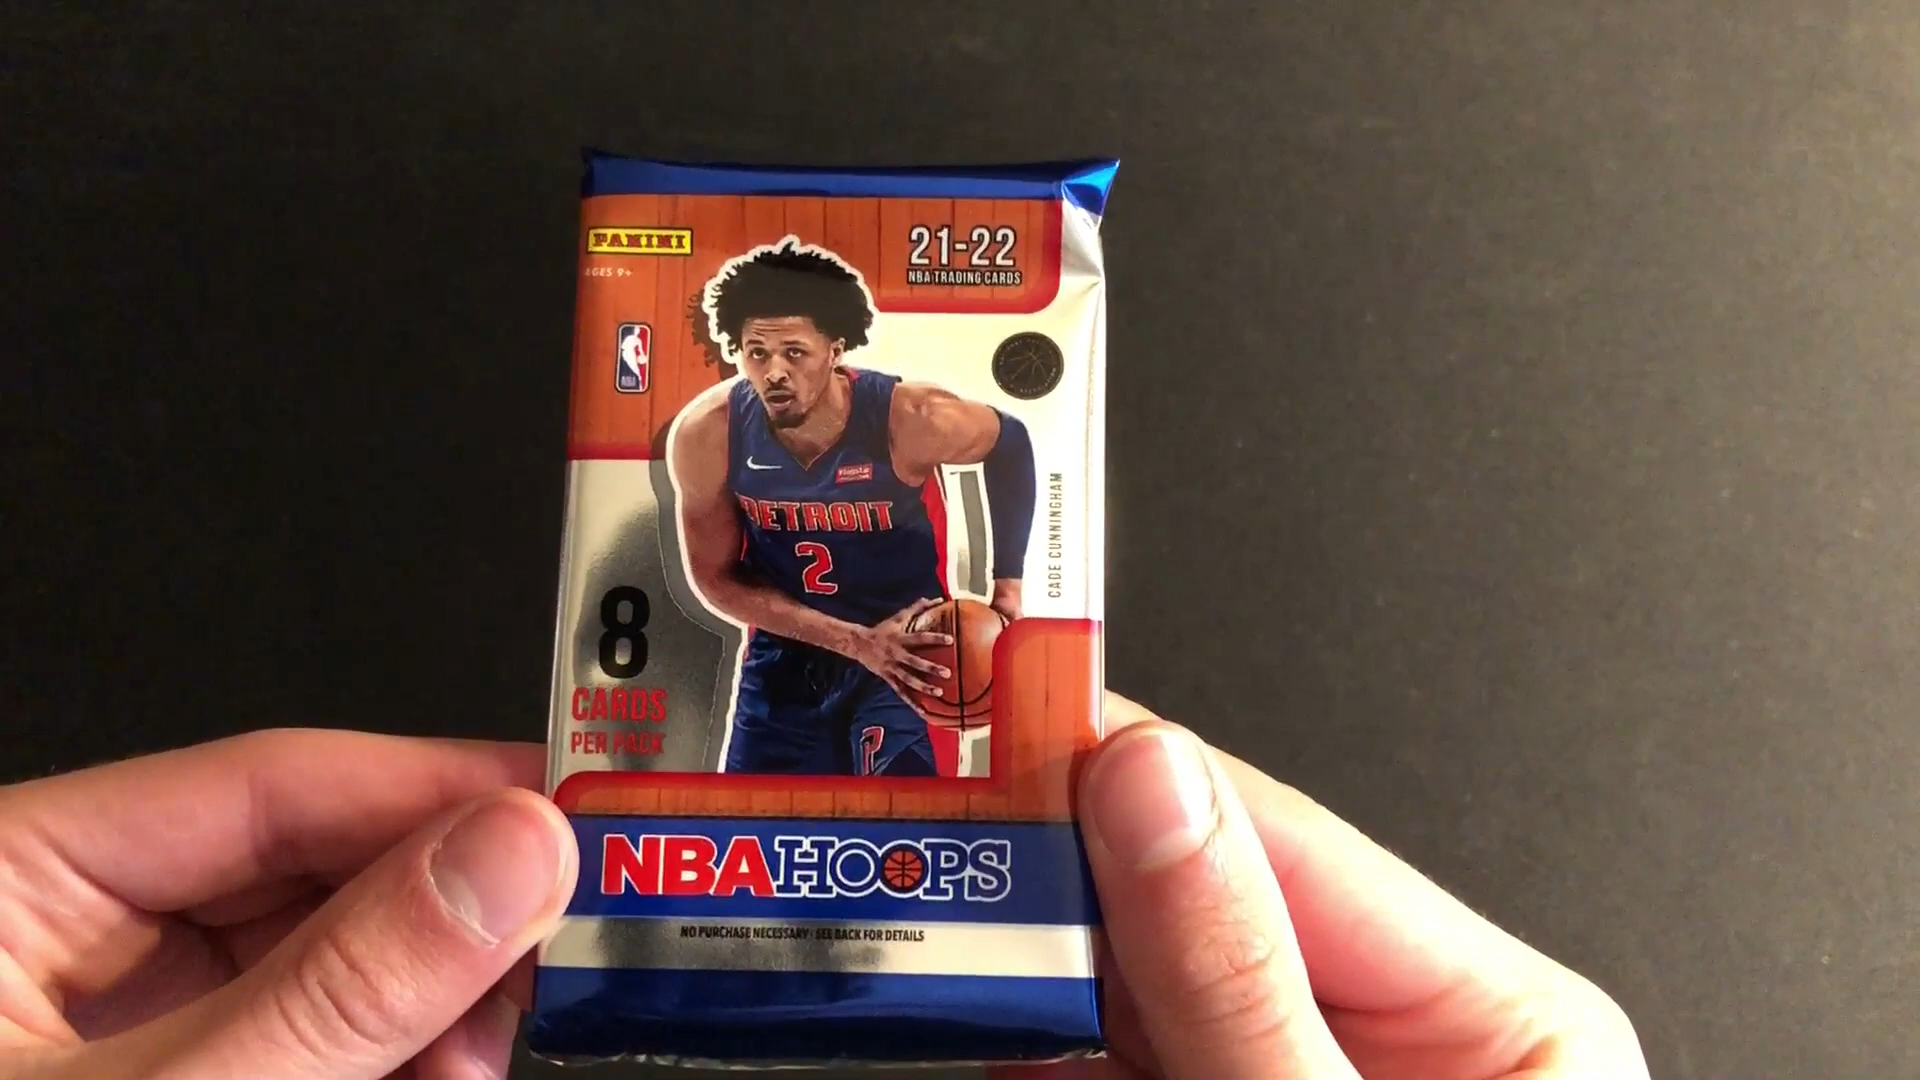 PANINI
AGES 9+
21-22
NBA TRADING CARDS
NBA
CADE CUNNINGHAM
DETROIT
2
8
CARDS
PER PACK
NBA HOOPS
NO PURCHASE NECESSARY · SEE BACK FOR DETAILS